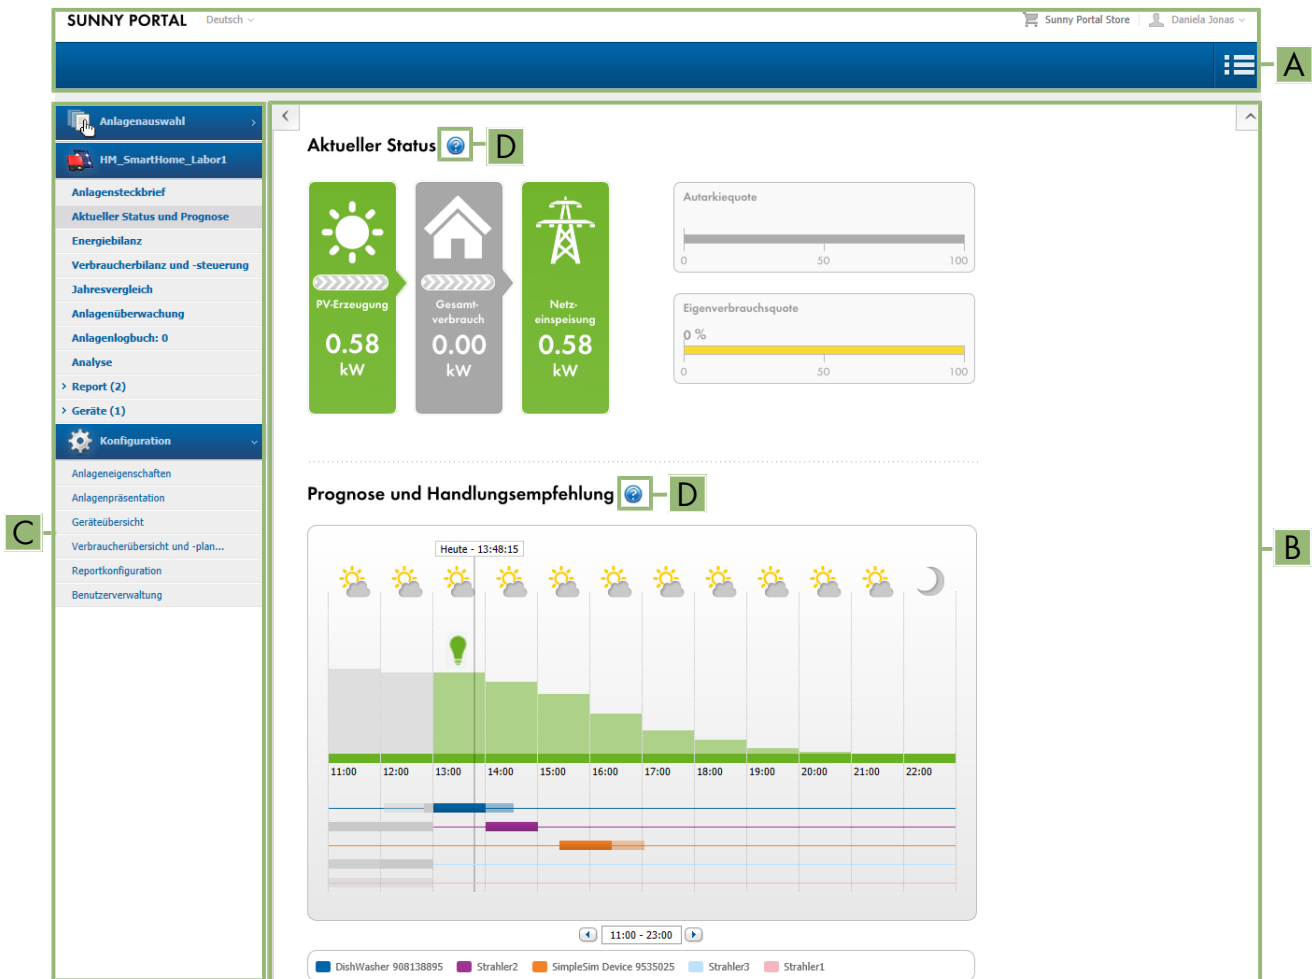 SUNNY PORTAL Deutsch
Sunny Portal Store Daniela Jonas
A
Anlagenauswahl
HM_SmartHome_Labor1
Anlagensteckbrief
Aktueller Status und Prognose
Energiebilanz
Verbraucherbilanz und -steuerung
Jahresvergleich
Anlagenüberwachung
Anlagenlogbuch: 0
Analyse
Report (2)
Geräte (1)
Konfiguration
Anlageneigenschaften
Anlagenpräsentation
Geräteübersicht
Verbraucherübersicht und -plan...
Reportkonfiguration
Benutzerverwaltung
C
Aktueller Status ? D
PV-Erzeugung
0.58
kW
Gesamt-
verbrauch
0.00
kW
Netz-
einspeisung
0.58
kW
Autarkiequote
0 50 100
Eigenverbrauchsquote
0 %
0 50 100
Prognose und Handlungsempfehlung ? D
B
Heute - 13:48:15
11:00 12:00 13:00 14:00 15:00 16:00 17:00 18:00 19:00 20:00 21:00 22:00
11:00 - 23:00
DishWasher 908138895 Strahler2 SimpleSim Device 9535025 Strahler3 Strahler1